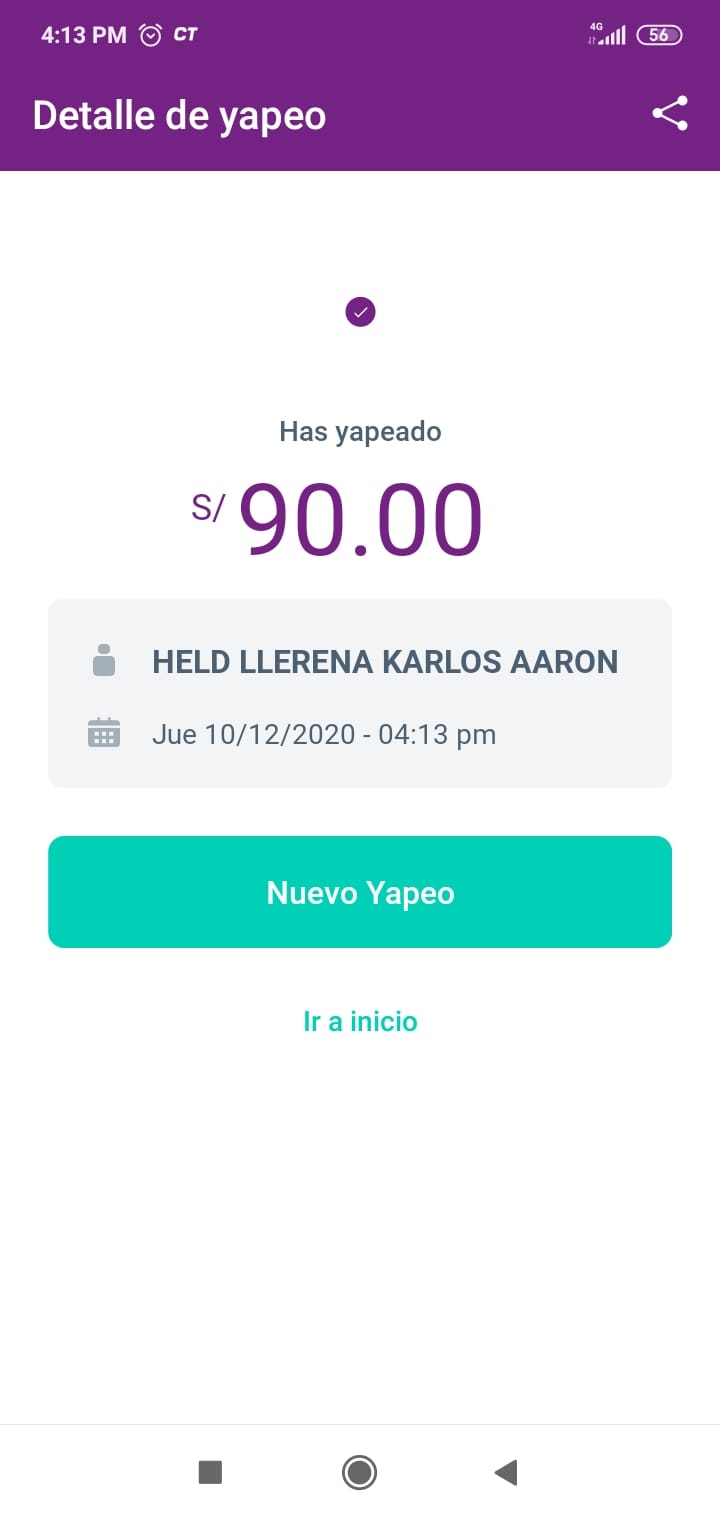 4:13 PM CT 4G 56
Detalle de yapeo
Has yapeado
S/ 90.00
HELD LLERENA KARLOS AARON
Jue 10/12/2020 - 04:13 pm
Nuevo Yapeo
Ir a inicio